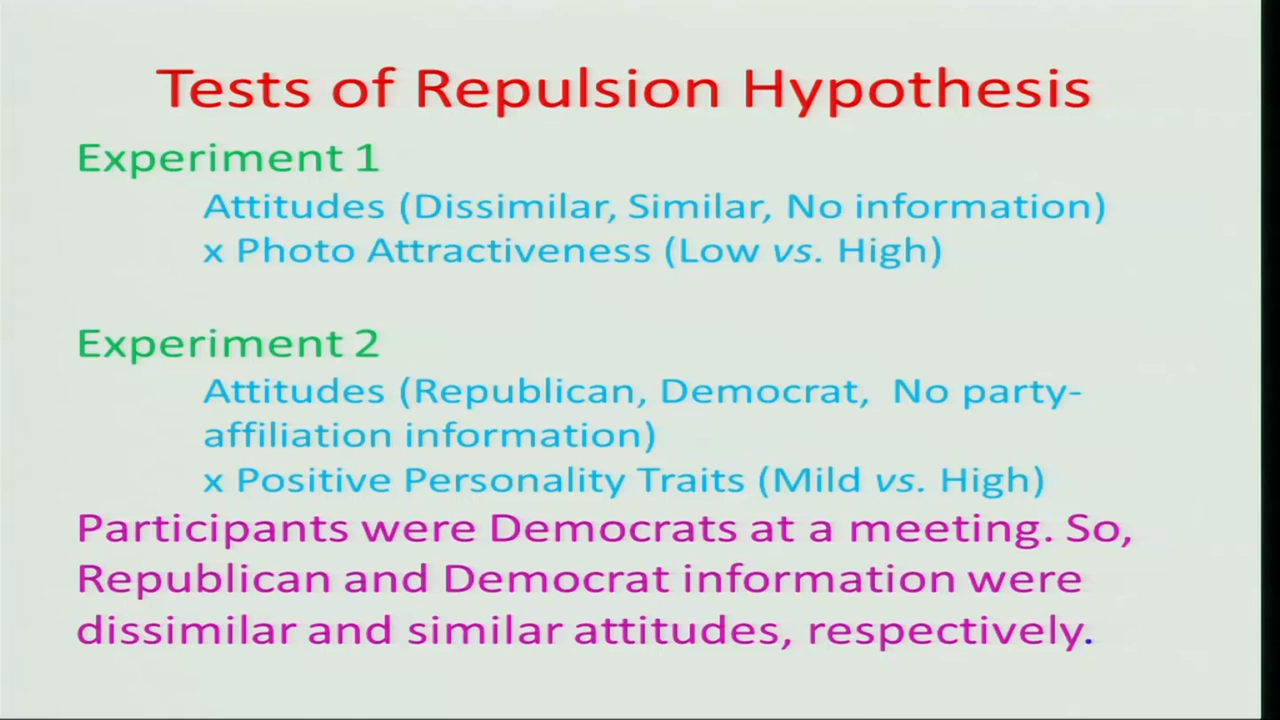 Tests of Repulsion Hypothesis
Experiment 1
Attitudes (Dissimilar, Similar, No information)
x Photo Attractiveness (Low vs. High)
Experiment 2
Attitudes (Republican, Democrat, No party-
affiliation information)
x Positive Personality Traits (Mild vs. High)
Participants were Democrats at a meeting. So,
Republican and Democrat information were
dissimilar and similar attitudes, respectively.